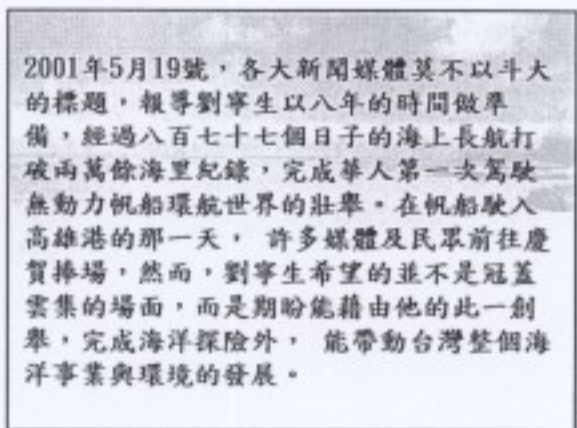 2001年5月19號，各大新聞媒體莫不以斗大
的標題，報導劉寧生以八年的時間做準
備，經過八百七十七個日子的海上長航打
破兩萬餘海里紀錄，完成華人第一次駕駛
無動力帆船環航世界的壯舉。在帆船駛入
高雄港的那一天， 許多媒體及民眾前往慶
賀捧場，然而，劉寧生希望的並不是冠蓋
雲集的場面，而是期盼能藉由他的此一創
舉，完成海洋探險外， 能帶動台灣整個海
洋事業與環境的發展。